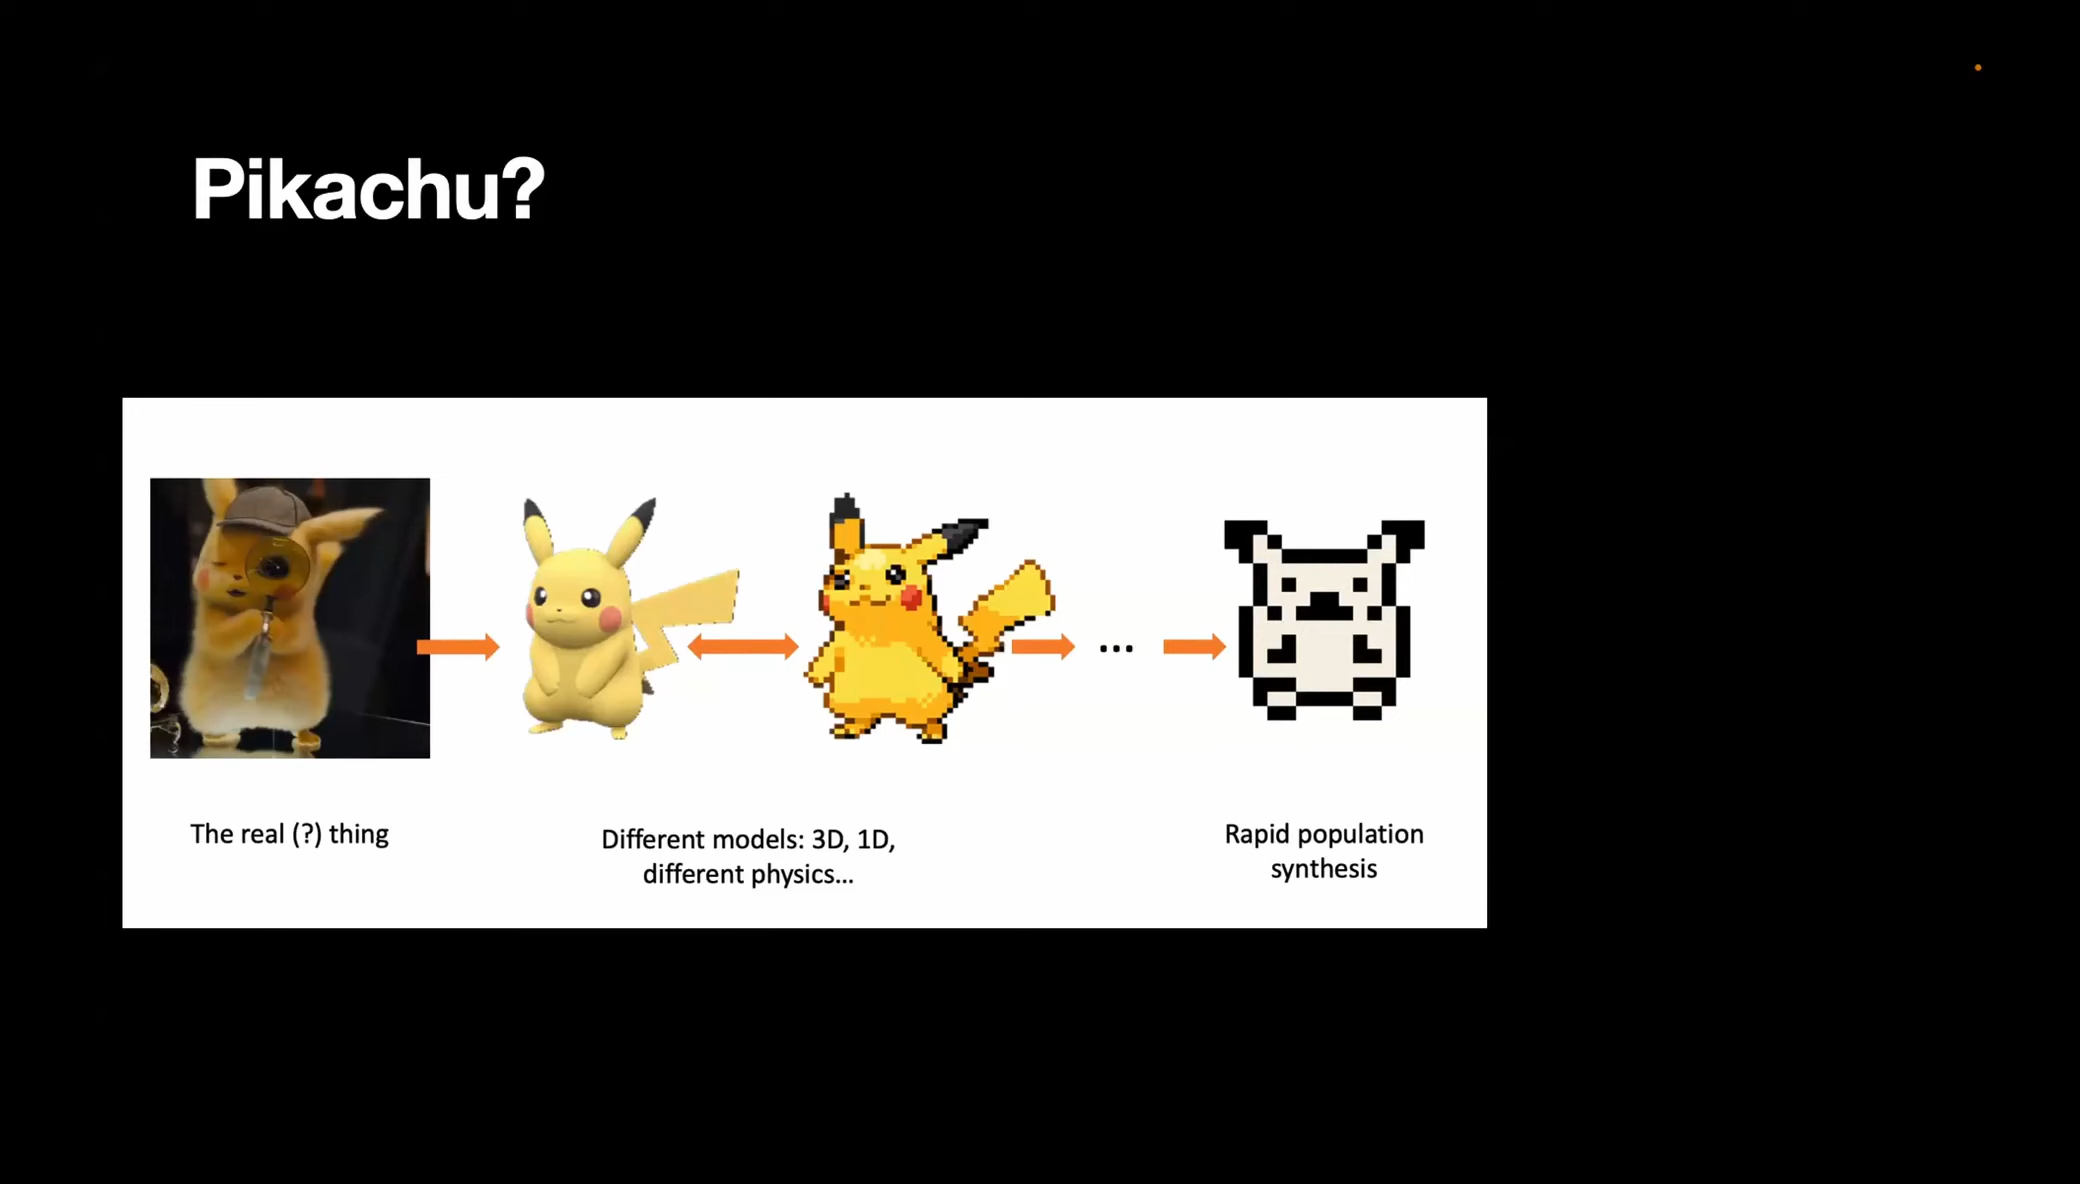 Pikachu?
...
The real (?) thing
Different models: 3D, 1D,
different physics...
Rapid population
synthesis